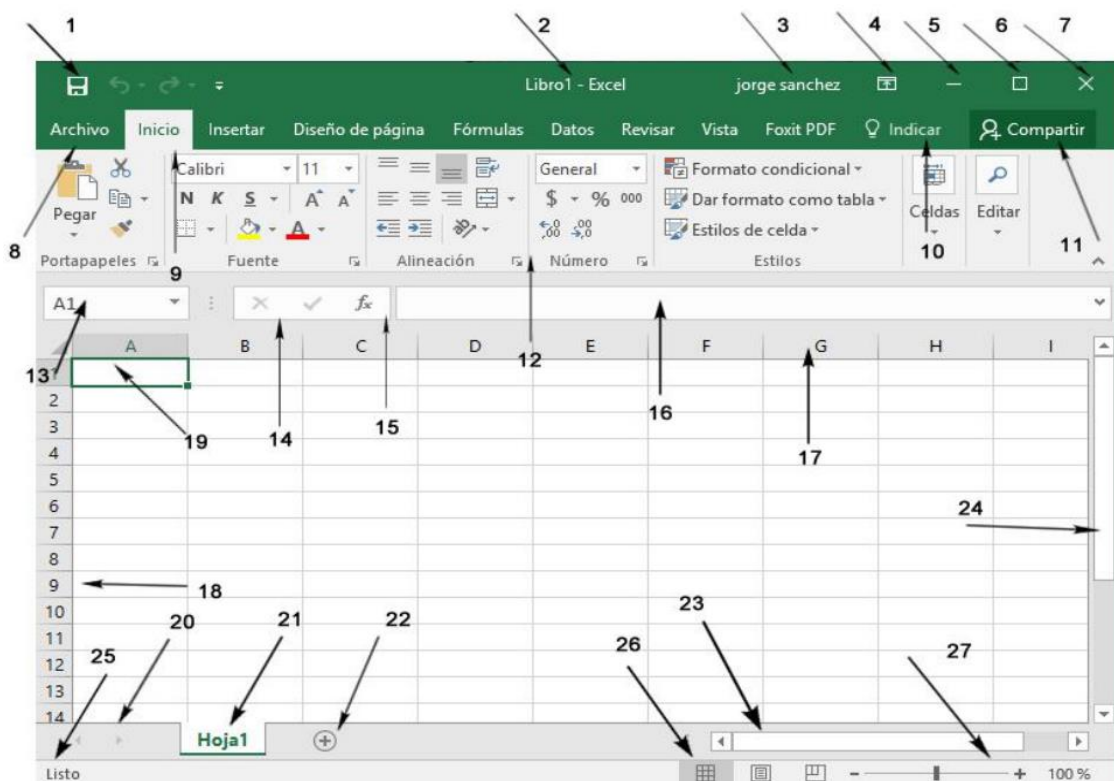 1 2 3 4 5 6 7
Libro1 - Excel jorge sanchez
Archivo Inicio Insertar Diseño de página Fórmulas Datos Revisar Vista Foxit PDF Indicar Compartir
Calibri 11 General Formato condicional
Pegar N K S A A $ % 000 Dar formato como tabla Celdas Editar
A Estilos de celda
8 Portapapeles 9 Fuente Alineación Número Estilos 10 11
A1 fx
A B C D E F G H I
13 1 12
2 16
3 19 14 15
4 17
5
6 24
7
8
9 18
10 23
11 20 21 22
12 25 26 27
13
14
Hoja1
Listo 100 %